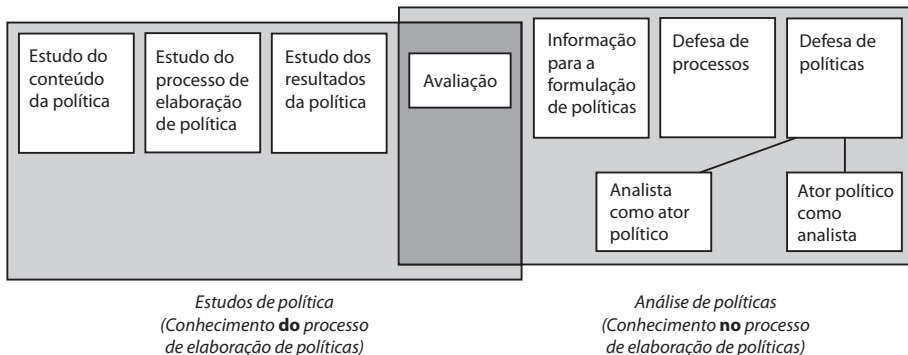 Estudo do
conteúdo
da política
Estudo do
processo de
elaboração
de política
Estudo dos
resultados
da política
Avaliação
Informação
para a
formulação
de políticas
Defesa de
processos
Defesa de
políticas
Analista
como ator
político
Ator político
como
analista
Estudos de política
(Conhecimento do processo
de elaboração de políticas)
Análise de políticas
(Conhecimento no processo
de elaboração de políticas)